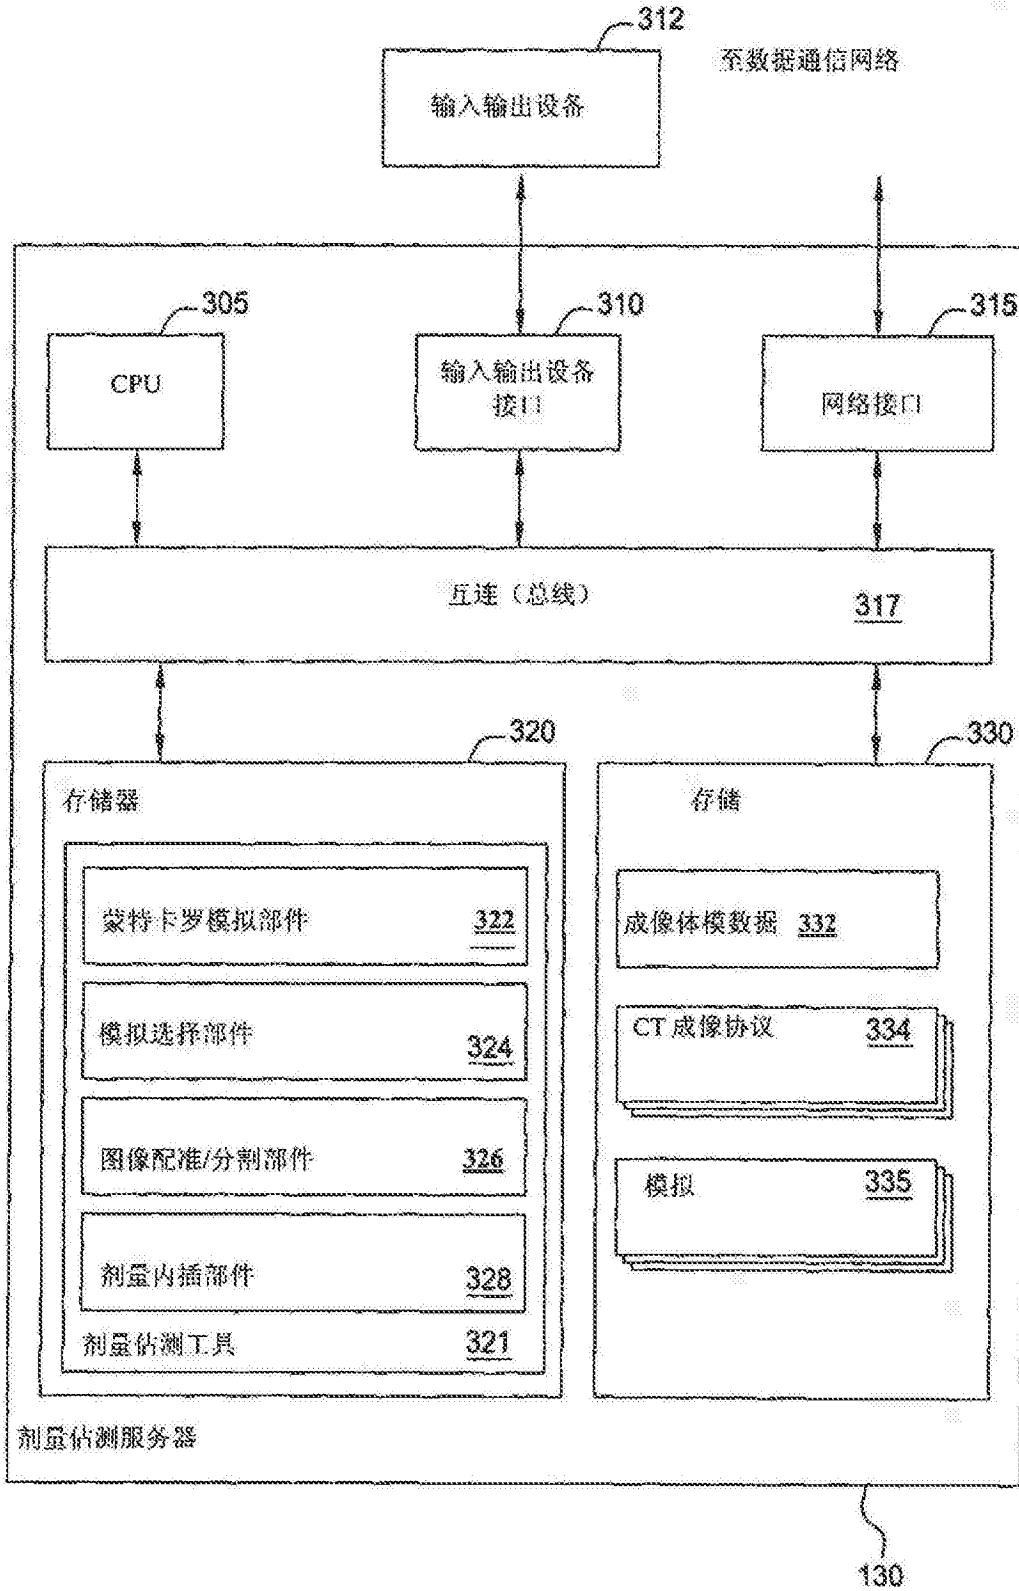 312
至数据通信网络
输入输出设备
305
310
315
CPU
输入输出设备
接口
网络接口
互连（总线）
317
320
330
存储器
存储
蒙特卡罗模拟部件 322
成像体模数据 332
模拟选择部件 324
CT 成像协议 334
图像配准/分割部件 326
模拟 335
剂量内插部件 328
剂量估测工具 321
剂量估测服务器
130